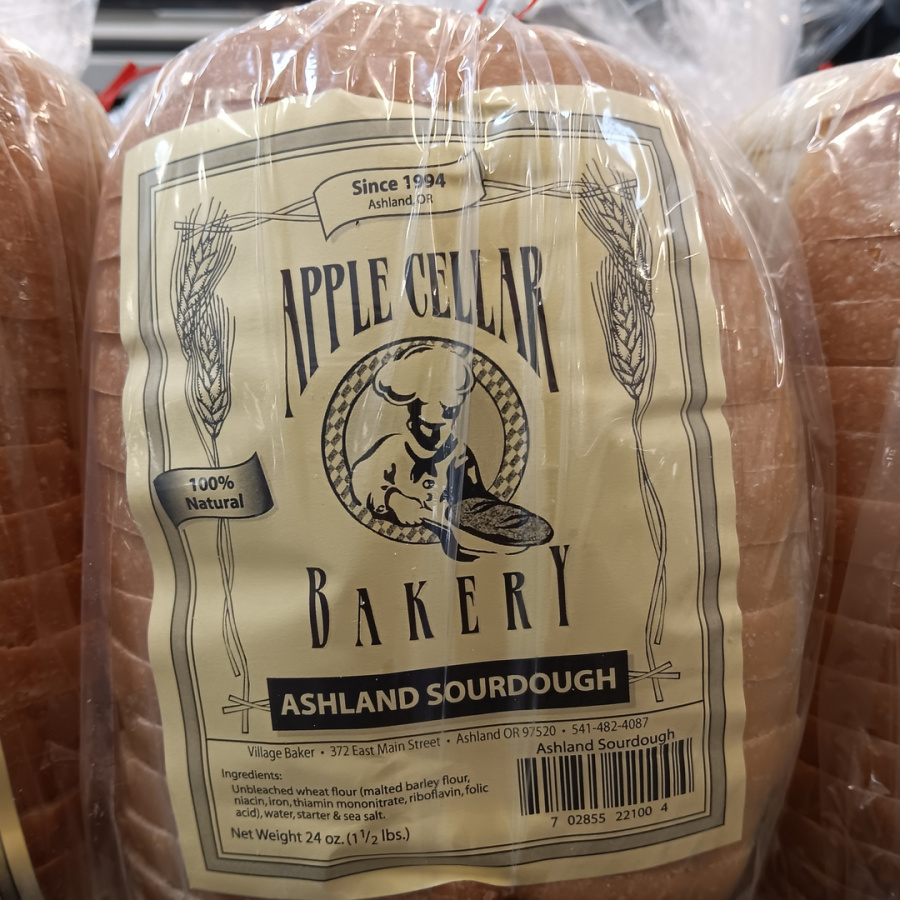 Since 1994
Ashland, OR
APPLE CELLAR
100%
Natural
BAKERY
ASHLAND SOURDOUGH
Village Baker • 372 East Main Street • Ashland OR 97520 • 541-482-4087
Ashland Sourdough
Ingredients:
Unbleached wheat flour (malted barley flour,
niacin, iron, thiamin mononitrate, riboflavin, folic
acid), water, starter & sea salt.
Net Weight 24 oz. (1 1/2 lbs.)
7 02855 22100 4